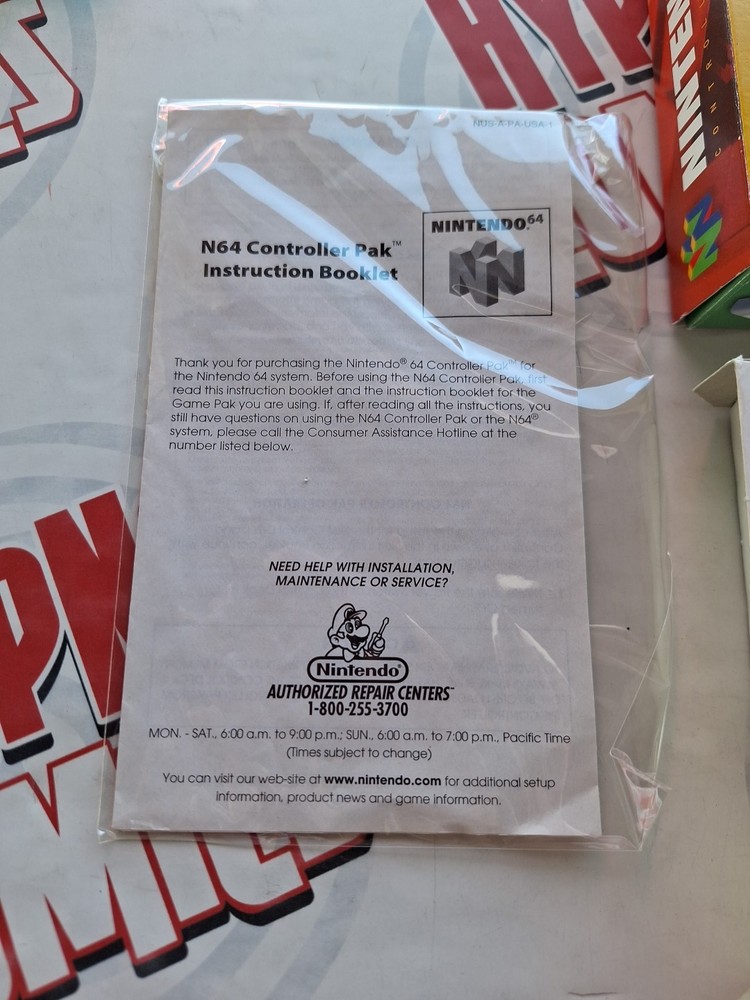 NUS-A-PA-USA-1
N64 Controller Pak™
Instruction Booklet
NINTENDO.64
Thank you for purchasing the Nintendo® 64 Controller Pak™ for
the Nintendo 64 system. Before using the N64 Controller Pak, first
read this instruction booklet and the instruction booklet for the
Game Pak you are using. If, after reading all the instructions, you
still have questions on using the N64 Controller Pak or the N64®
system, please call the Consumer Assistance Hotline at the
number listed below.
NEED HELP WITH INSTALLATION,
MAINTENANCE OR SERVICE?
Nintendo®
AUTHORIZED REPAIR CENTERS℠
1-800-255-3700
MON. - SAT., 6:00 a.m. to 9:00 p.m.; SUN., 6:00 a.m. to 7:00 p.m., Pacific Time
(Times subject to change)
You can visit our web-site at www.nintendo.com for additional setup
information, product news and game information.
NINTEN